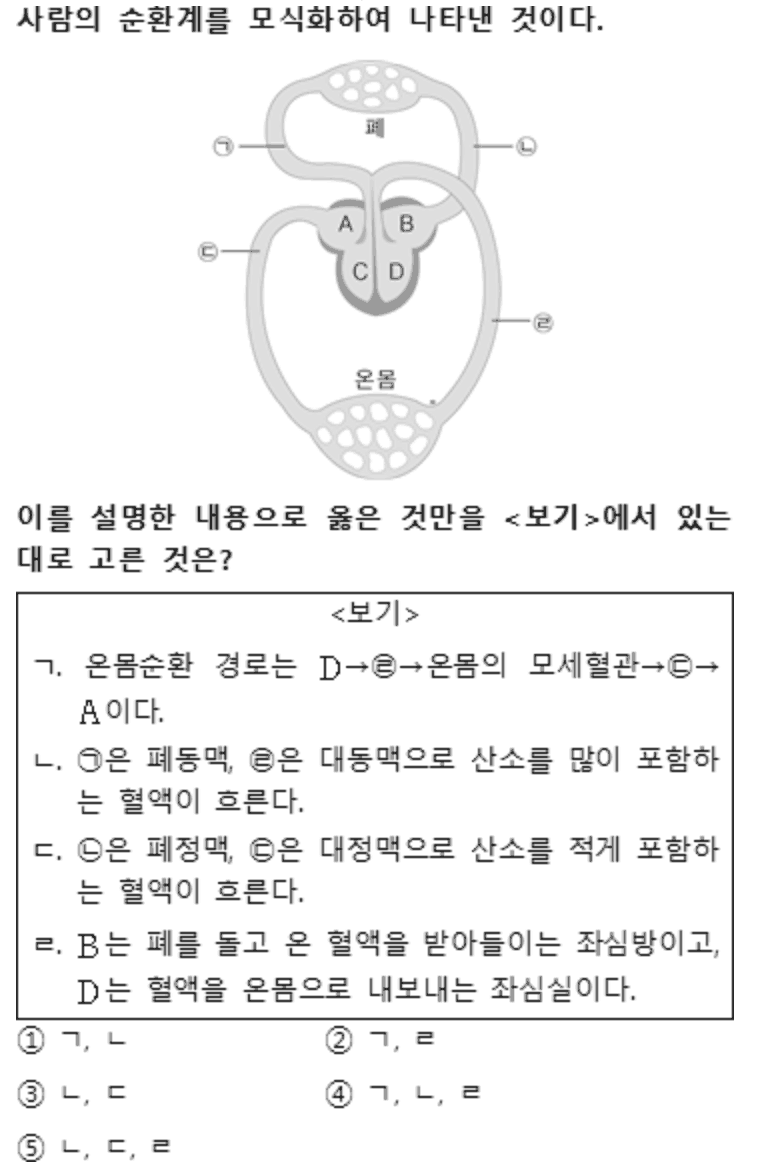 사람의 순환계를 모식화하여 나타낸 것이다.
폐
㉠
㉡
A
B
㉢
C
D
㉣
온몸
이를 설명한 내용으로 옳은 것만을 <보기>에서 있는
대로 고른 것은?
<보기>
ㄱ. 온몸순환 경로는 D→㉣→온몸의 모세혈관→㉢→
A이다.
ㄴ. ㉠은 폐동맥, ㉣은 대동맥으로 산소를 많이 포함하
는 혈액이 흐른다.
ㄷ. ㉡은 폐정맥, ㉢은 대정맥으로 산소를 적게 포함하
는 혈액이 흐른다.
ㄹ. B는 폐를 돌고 온 혈액을 받아들이는 좌심방이고,
D는 혈액을 온몸으로 내보내는 좌심실이다.
① ㄱ, ㄴ ② ㄱ, ㄹ
③ ㄴ, ㄷ ④ ㄱ, ㄴ, ㄹ
⑤ ㄴ, ㄷ, ㄹ